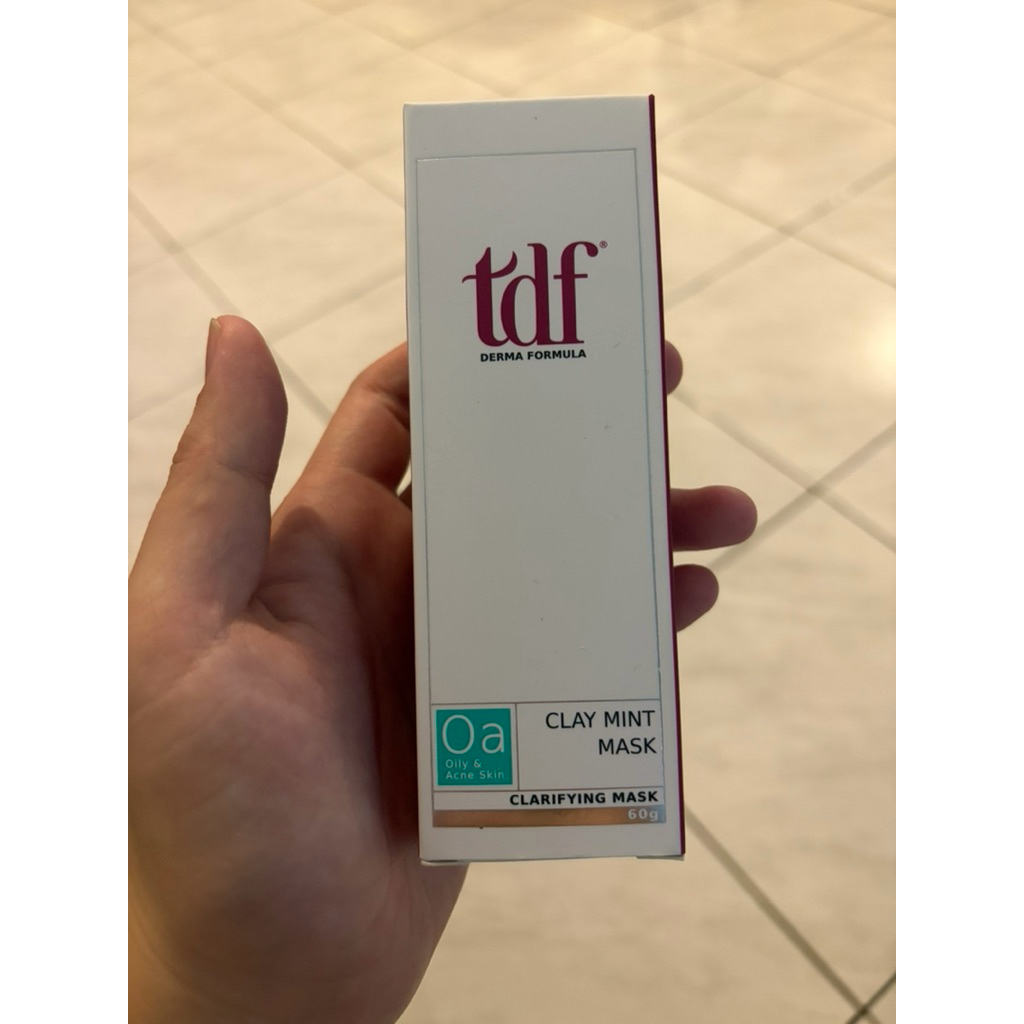 tdf®
DERMA FORMULA
Oa
Oily &
Acne Skin
CLAY MINT
MASK
CLARIFYING MASK
60g